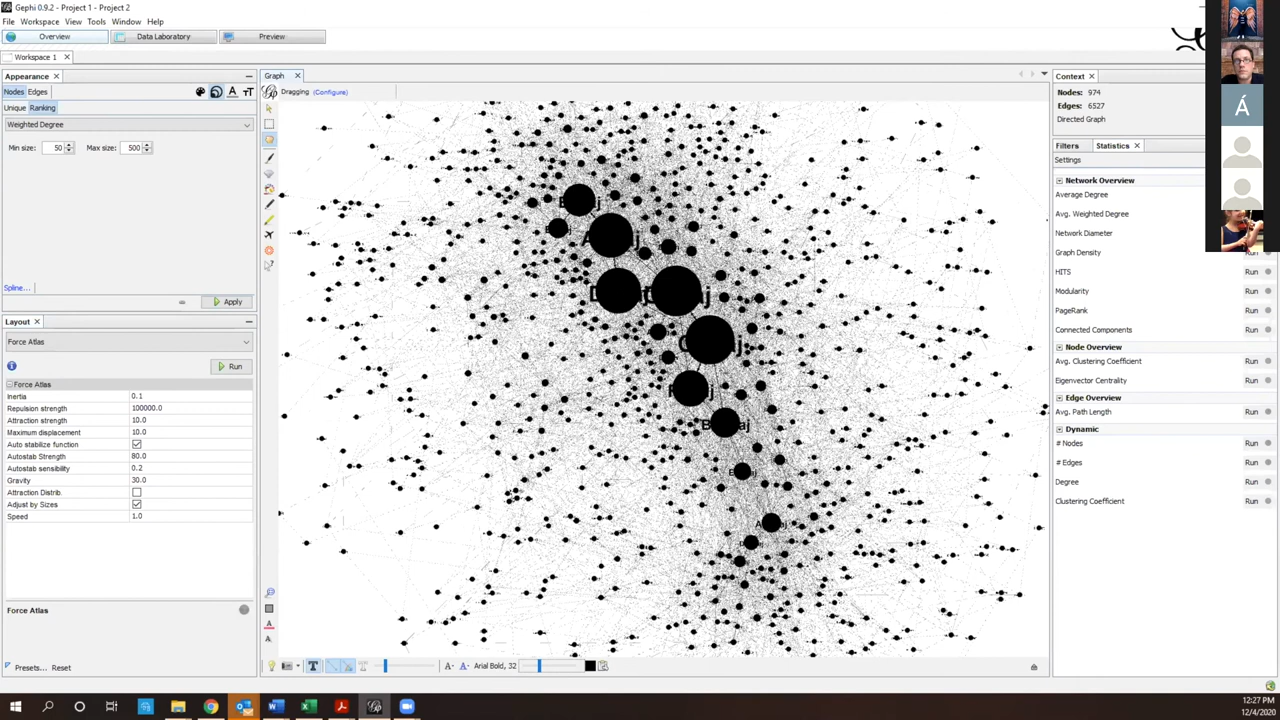 Gephi 0.9.2 - Project 1 - Project 2
File Workspace View Tools Window Help
Overview Data Laboratory Preview
Workspace 1
Appearance
Nodes Edges
Unique Ranking
Weighted Degree
Min size: 50 Max size: 500
Spline...
Apply
Layout
Force Atlas
Run
Force Atlas
Inertia 0.1
Repulsion strength 100000.0
Attraction strength 10.0
Maximum displacement 10.0
Auto stabilize function
Autostab Strength 80.0
Autostab sensibility 0.2
Gravity 30.0
Attraction Distrib.
Adjust by Sizes
Speed 1.0
Force Atlas
Presets... Reset
Graph
Dragging (Configure)
Arial Bold, 32
Context
Nodes: 974
Edges: 6527
Directed Graph
Filters Statistics
Settings
Network Overview
Average Degree
Avg. Weighted Degree
Network Diameter
Graph Density Run
HITS Run
Modularity Run
PageRank Run
Connected Components Run
Node Overview
Avg. Clustering Coefficient Run
Eigenvector Centrality Run
Edge Overview
Avg. Path Length Run
Dynamic
# Nodes Run
# Edges Run
Degree Run
Clustering Coefficient Run
Á
12:27 PM
12/4/2020